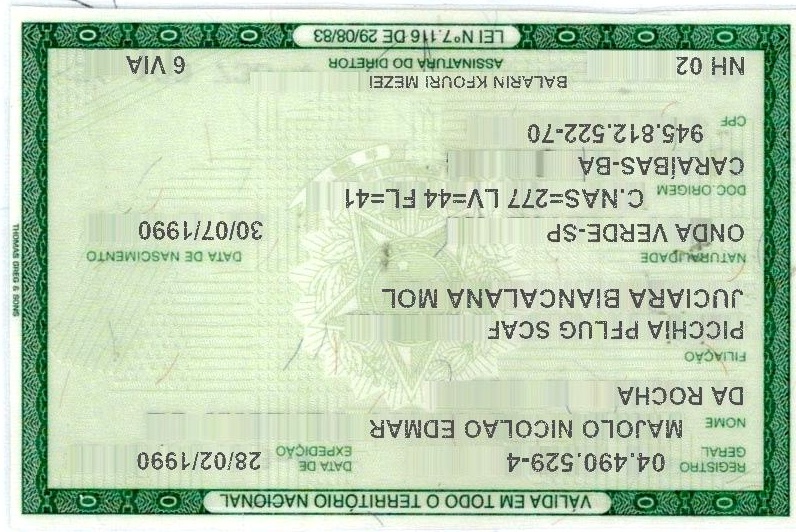 VÁLIDA EM TODO O TERRITÓRIO NACIONAL
REGISTRO GERAL 04.490.529-4 DATA DE EXPEDIÇÃO 28/02/1990
NOME MAJOLO NICOLAO EDMAR
DA ROCHA
FILIAÇÃO
PICCHIA PFLUG SCAF
JUCIARA BIANCALANA MOL
NATURALIDADE DATA DE NASCIMENTO
ONDA VERDE-SP 30/07/1990
DOC.ORIGEM C.NAS=277 LV=44 FL=41
CARAÍBAS-BA
CPF 945.812.522-70
BALARIN KFOURI MEZEI
NH 02 ASSINATURA DO DIRETOR 6 VIA
LEI Nº 7.116 DE 29/08/83
THOMAS GREG & SONS